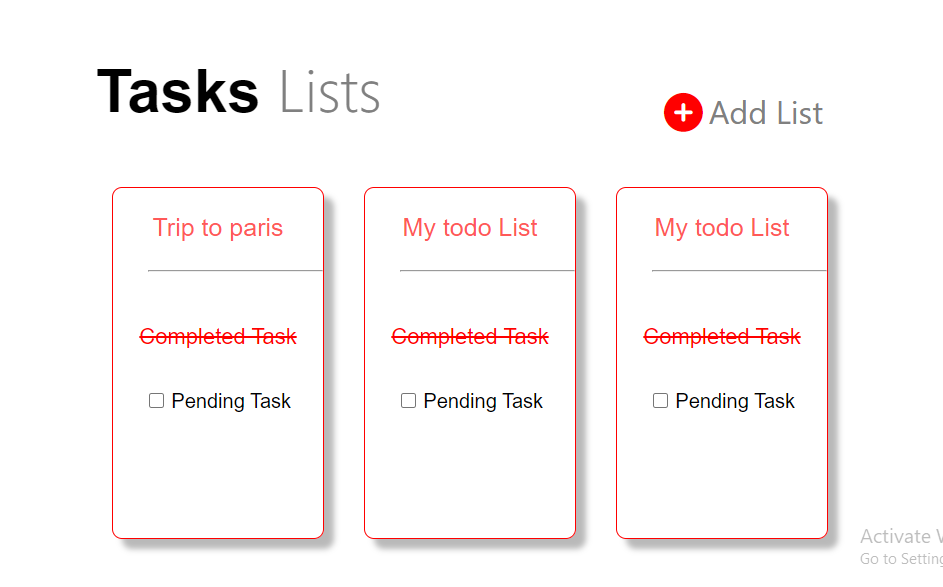 Tasks Lists
Add List
Trip to paris
My todo List
My todo List
Completed Task
Completed Task
Completed Task
Pending Task
Pending Task
Pending Task
Activate
Go to Setting